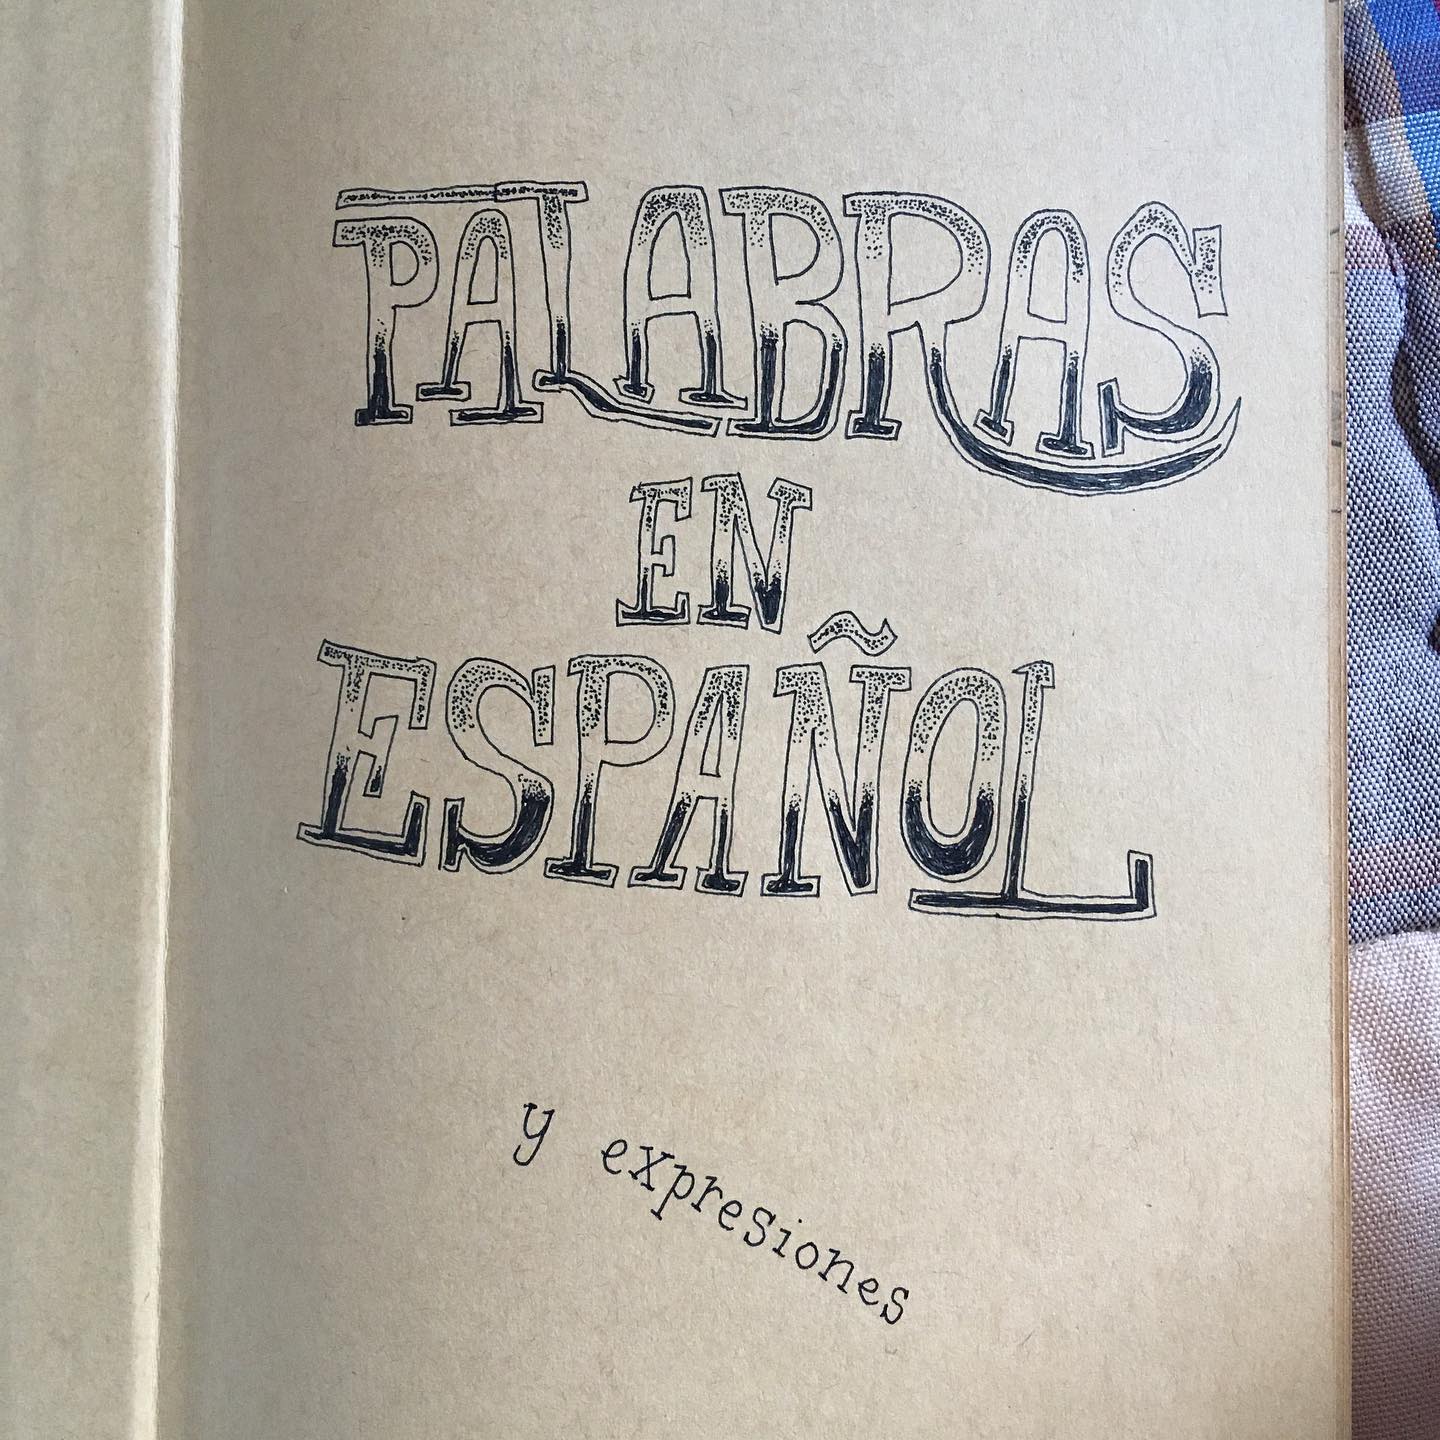 PALABRAS
EN
ESPAÑOL
y expresiones